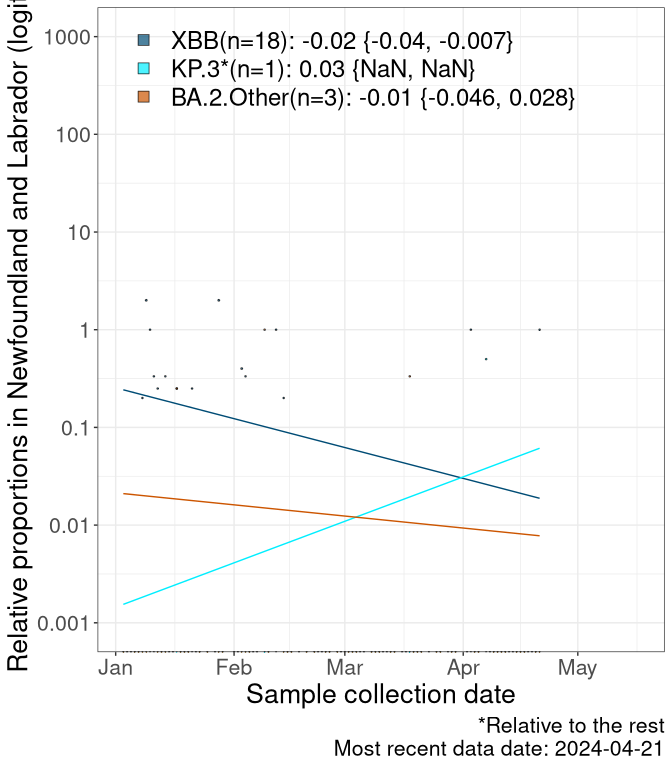 Relative proportions in Newfoundland and Labrador (logit
1000
100
10
1
0.1
0.01
0.001
XBB(n=18): -0.02 {-0.04, -0.007}
KP.3*(n=1): 0.03 {NaN, NaN}
BA.2.Other(n=3): -0.01 {-0.046, 0.028}
Jan Feb Mar Apr May
Sample collection date
*Relative to the rest
Most recent data date: 2024-04-21